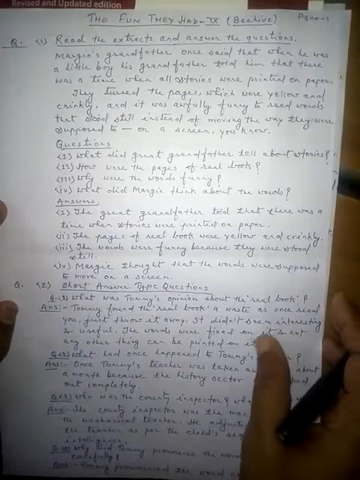 Revised and Updated edition
THE FUN THEY HAD - IX (Beehive)
Q. (1) Read the extracts and answer the questions.
Margie's grandfather once said that when he was
a little boy his grandfather told him that there
was a time when all stories were printed on paper.
They turned the pages, which were yellow and
crinkly, and it was awfully funny to read words
that stood still instead of moving the way they were
supposed to — on a screen, you know.
Questions
(i) What did great grandfather tell about stories?
(ii) How were the pages of real book?
(iii) Why were the words funny?
(iv) What did Margie think about the words?
Answers
(i) The great grandfather told that there was a
time when stories were printed on paper.
(ii) The pages of real book were yellow and crinkly
(iii) The words were funny because they were stood
still.
(iv) Margie thought that the words were supposed
to move on a screen.
Q. (2) Short Answer Type Questions
Q.(1) What was Tommy's opinion about the 'real book'?
Ans:- Tommy found the 'real book' a waste as once read
you, just throw it away. It didn't seem interesting
& useful. The words were fixed and not
any other thing can be printed on it.
Q.(2) What had once happened to Tommy's
Ans:- Once Tommy's teacher was taken about
a month because the history sector
out completely.
Q.(3) Who was the county inspector & what
Ans:- The county inspector was the
the mechanical teacher. He
the teacher as per the child's
intelligence.
Q.(4) Why did Tommy pronounce the word
carefully?
Ans:- Tommy pronounced the word